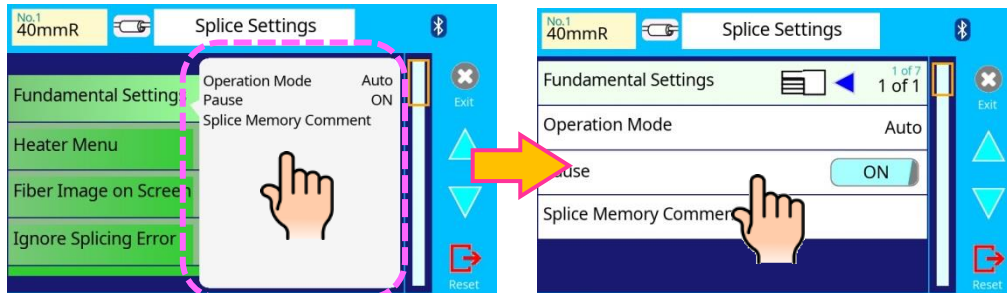 No.1
40mmR
Splice Settings
Fundamental Setting
Heater Menu
Fiber Image on Screen
Ignore Splicing Error
Operation Mode Auto
Pause ON
Splice Memory Comment
Exit
Reset
No.1
40mmR
Splice Settings
Fundamental Settings
1 of 7
1 of 1
Operation Mode Auto
ause ON
Splice Memory Commen
Exit
Reset